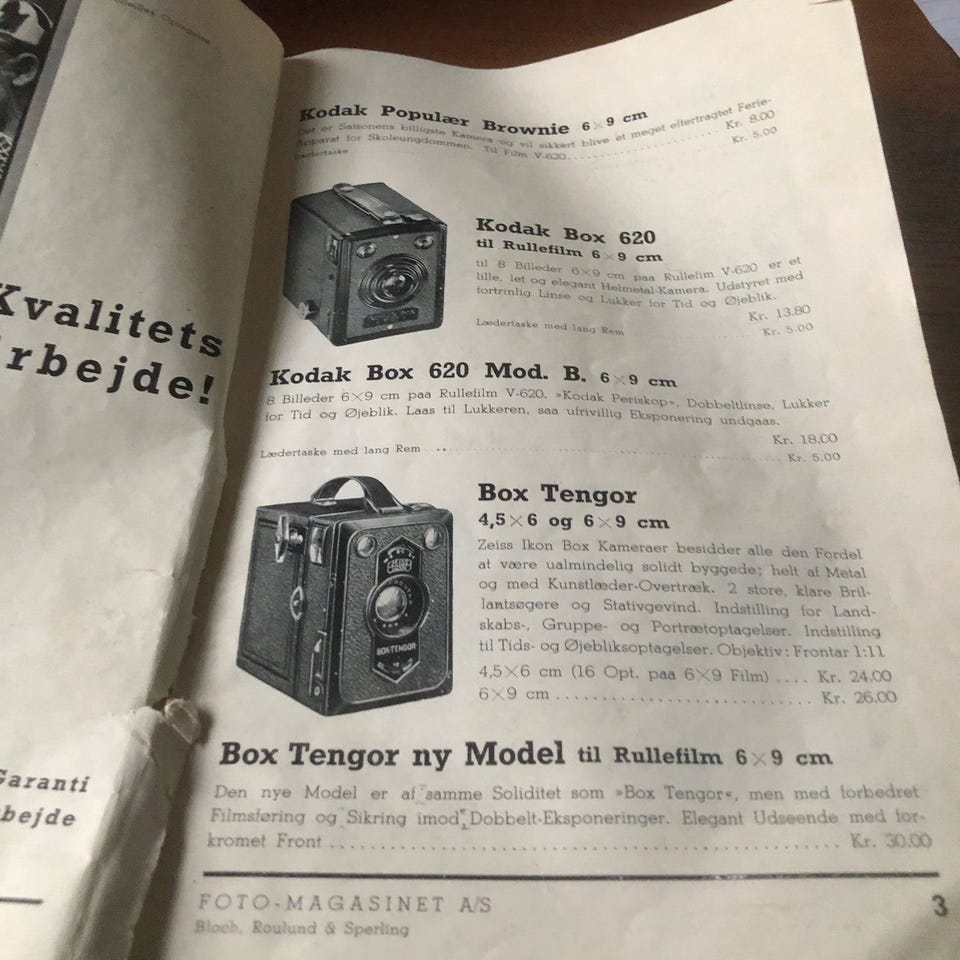 Kvalitets
rbejde!
Garanti
bejde
Kodak Populær Brownie 6×9 cm
Det er Saisonens billigste Kamera og vil sikkert blive et meget eftertragtet Ferie-
Apparat for Skoleungdommen. Til Film V-620. . . . . . . . . . . . . . . . . . . . Kr. 8.00
Lædertaske Kr. 5.00
Kodak Box 620
til Rullefilm 6×9 cm
til 8 Billeder 6×9 cm paa Rullefilm V-620 er et
lille, let og elegant Helmetal-Kamera. Udstyret med
fortrinlig Linse og Lukker for Tid og Øjeblik.
Kr. 13.80
Lædertaske med lang Rem Kr. 5.00
Kodak Box 620 Mod. B. 6×9 cm
8 Billeder 6×9 cm paa Rullefilm V-620. »Kodak Periskop«, Dobbeltlinse, Lukker
for Tid og Øjeblik. Laas til Lukkeren, saa ufrivillig Eksponering undgaas.
Kr. 18.00
Lædertaske med lang Rem . . . . . . . . . . . . . . . . . . . . Kr. 5.00
BOX-TENGOR
Box Tengor
4,5×6 og 6×9 cm
Zeiss Ikon Box Kameraer besidder alle den Fordel
at være ualmindelig solidt byggede; helt af Metal
og med Kunstlæder-Overtræk. 2 store, klare Bril-
lantsøgere og Stativgevind. Indstilling for Land-
skabs-, Gruppe- og Portrætoptagelser. Indstilling
til Tids- og Øjebliksoptagelser. Objektiv: Frontar 1:11
4,5×6 cm (16 Opt. paa 6×9 Film) .... Kr. 24.00
6×9 cm ............................ Kr. 26.00
Box Tengor ny Model til Rullefilm 6×9 cm
Den nye Model er af samme Soliditet som »Box Tengor«, men med forbedret
Filmsføring og Sikring imod Dobbelt-Eksponeringer. Elegant Udseende med for-
kromet Front ............................................ Kr. 30.00
FOTO-MAGASINET A/S
Bloch, Roulund & Sperling
3